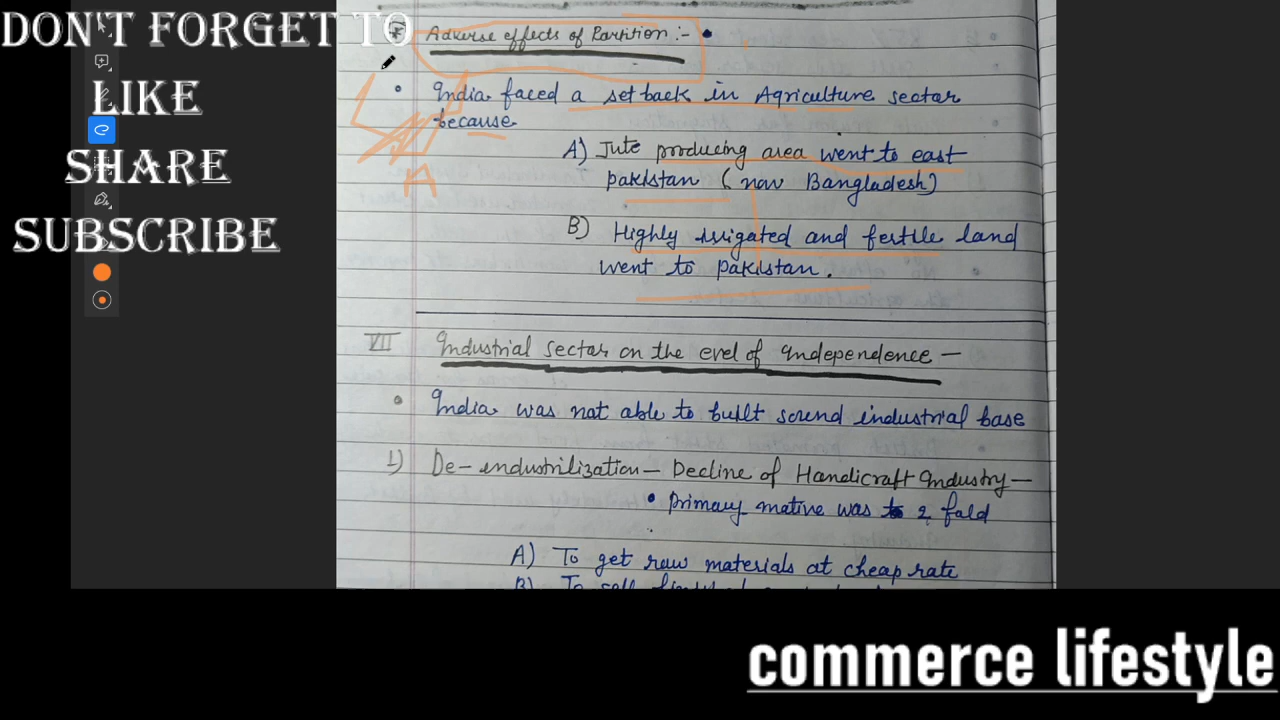 DON'T FORGET TO
LIKE
SHARE
SUBSCRIBE
Adverse effects of Partition :-
India faced a set back in Agriculture sector
because
A) Jute producing area went to east
pakistan (now Bangladesh)
B) Highly irrigated and fertile land
went to pakistan.
A
VII Industrial sector on the evel of independence —
India was not able to built sound industrial base
1) De-industrilization — Decline of Handicraft Industry —
• primary motive was 2 fold
A) To get raw materials at cheap rate
B) To sell
commerce lifestyle